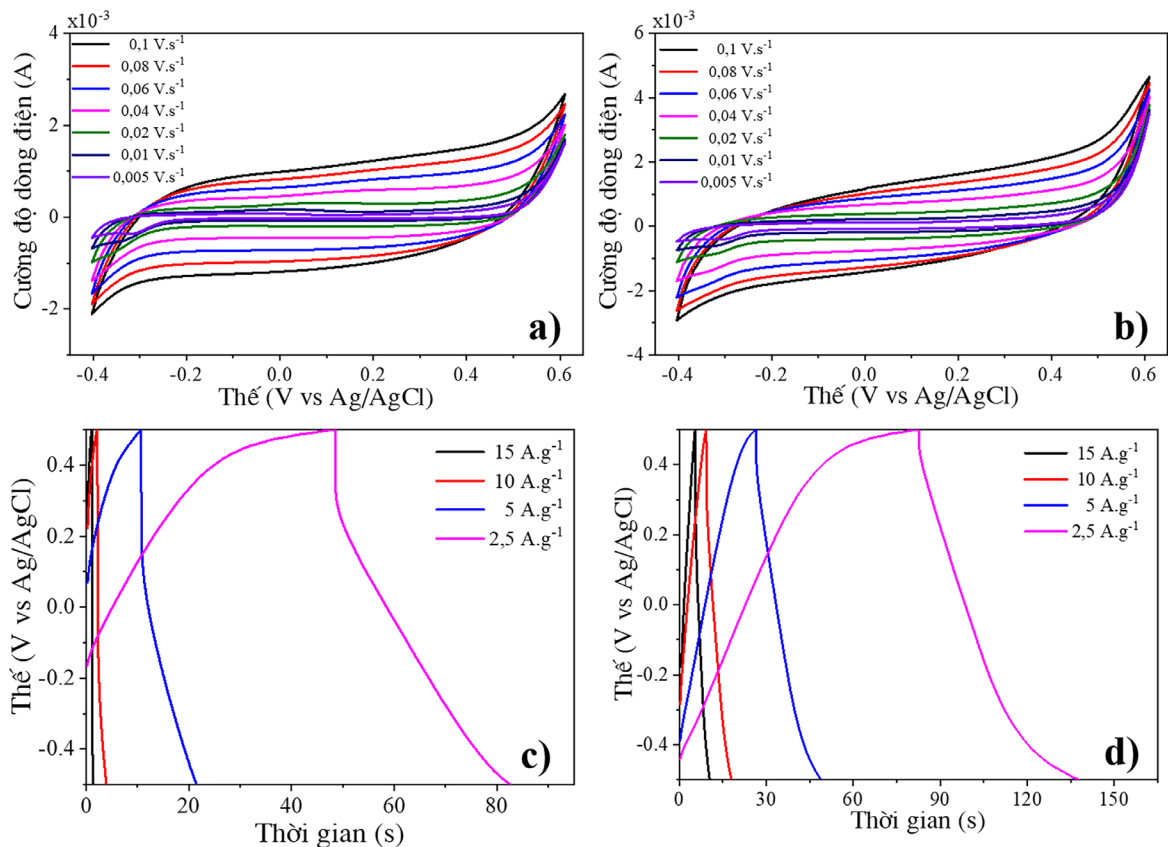 x10⁻³
4
2
0
-2
Cường độ dòng điện (A)
0,1 V.s⁻¹
0,08 V.s⁻¹
0,06 V.s⁻¹
0,04 V.s⁻¹
0,02 V.s⁻¹
0,01 V.s⁻¹
0,005 V.s⁻¹
a)
-0.4 -0.2 0.0 0.2 0.4 0.6
Thế (V vs Ag/AgCl)
x10⁻³
6
4
2
0
-2
-4
Cường độ dòng điện (A)
0,1 V.s⁻¹
0,08 V.s⁻¹
0,06 V.s⁻¹
0,04 V.s⁻¹
0,02 V.s⁻¹
0,01 V.s⁻¹
0,005 V.s⁻¹
b)
-0.4 -0.2 0.0 0.2 0.4 0.6
Thế (V vs Ag/AgCl)
0.4
0.2
0.0
-0.2
-0.4
Thế (V vs Ag/AgCl)
15 A.g⁻¹
10 A.g⁻¹
5 A.g⁻¹
2,5 A.g⁻¹
c)
0 20 40 60 80
Thời gian (s)
0.4
0.2
0.0
-0.2
-0.4
Thế (V vs Ag/AgCl)
15 A.g⁻¹
10 A.g⁻¹
5 A.g⁻¹
2,5 A.g⁻¹
d)
0 30 60 90 120 150
Thời gian (s)